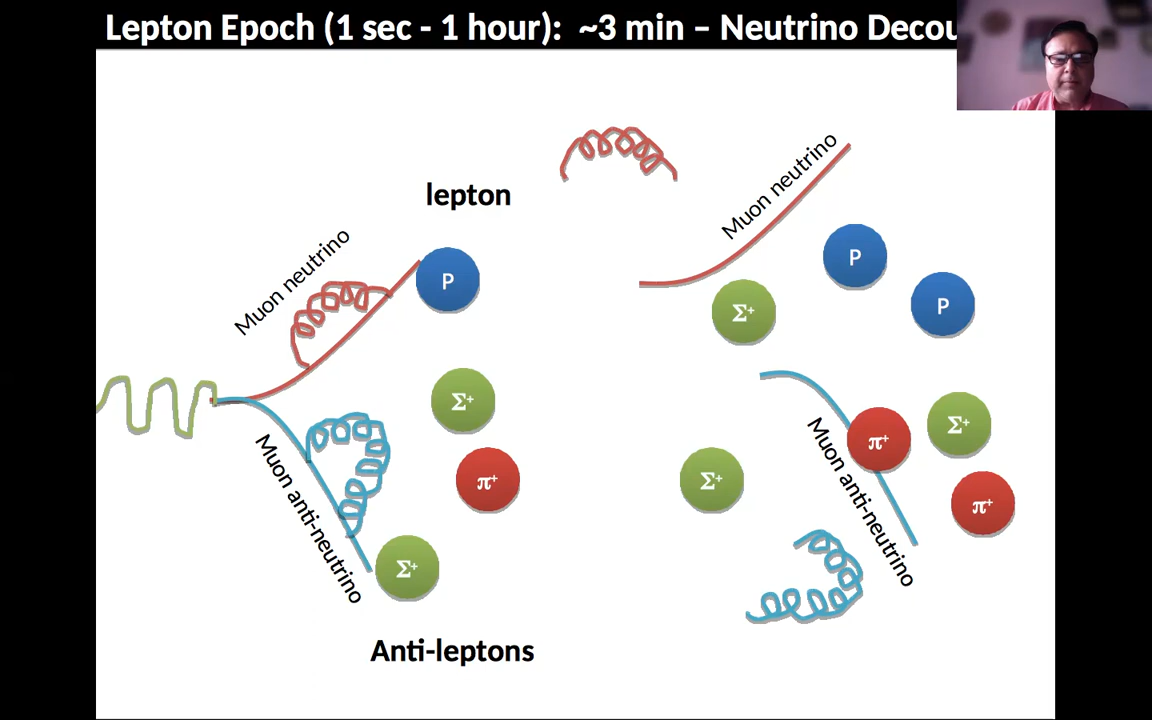 Lepton Epoch (1 sec - 1 hour): ~3 min – Neutrino Decou
lepton
Muon neutrino
P
Σ+
π+
Muon anti-neutrino
Σ+
Anti-leptons
Muon neutrino
P
Σ+
P
π+
Σ+
Σ+
π+
Muon anti-neutrino